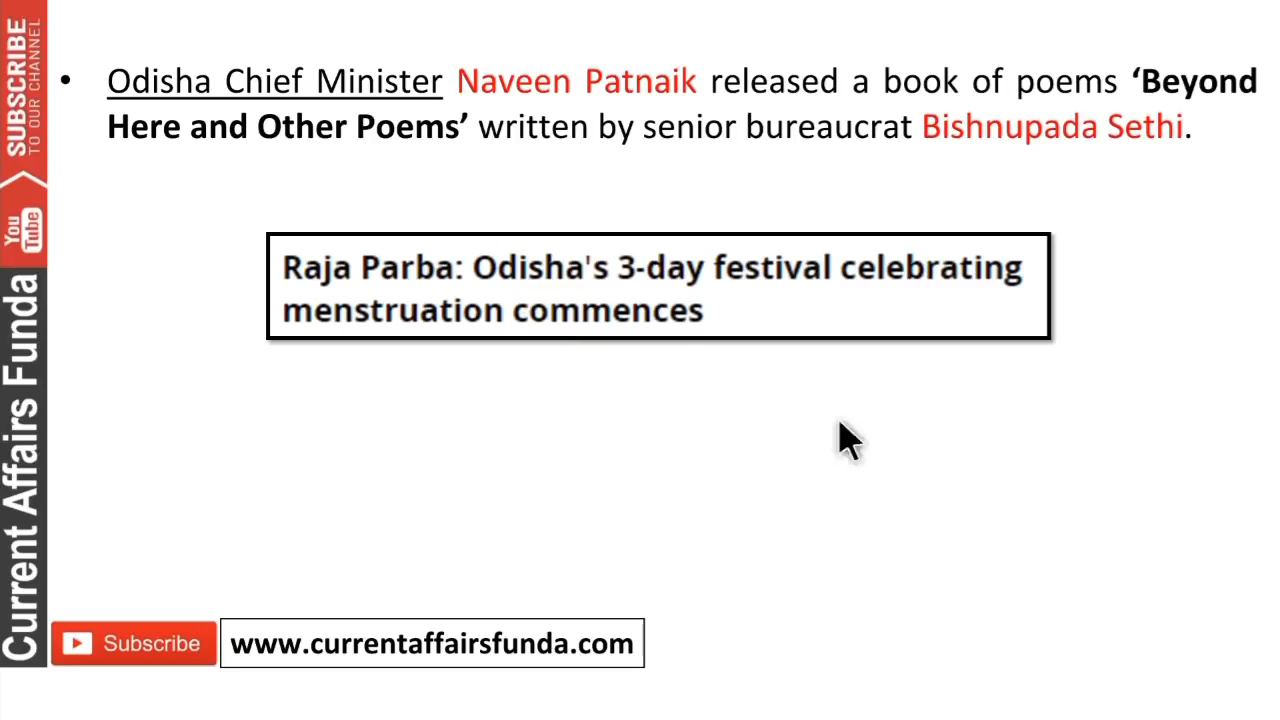 • Odisha Chief Minister Naveen Patnaik released a book of poems ‘Beyond
Here and Other Poems’ written by senior bureaucrat Bishnupada Sethi.
Raja Parba: Odisha's 3-day festival celebrating
menstruation commences
SUBSCRIBE
TO OUR CHANNEL
You
Tube
Current Affairs Funda
Subscribe
www.currentaffairsfunda.com